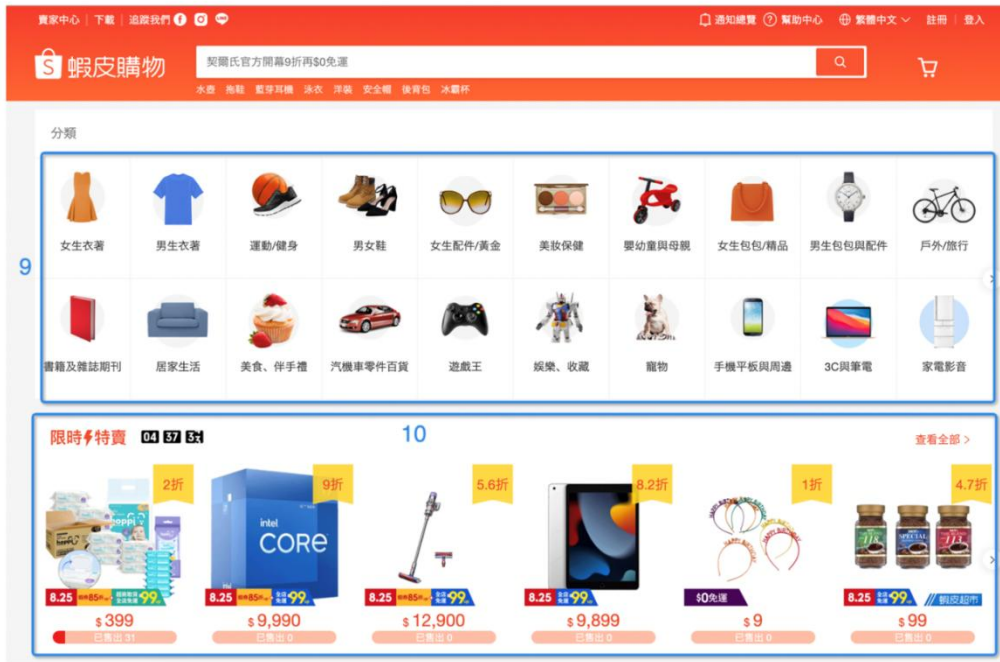 賣家中心 | 下載 | 追蹤我們
通知總覽 幫助中心 繁體中文 註冊 | 登入
蝦皮購物
契爾氏官方開幕9折再$0免運
水壺 拖鞋 藍芽耳機 泳衣 洋裝 安全帽 後背包 冰霸杯
分類
9
女生衣著 男生衣著 運動/健身 男女鞋 女生配件/黃金 美妝保健 嬰幼童與母親 女生包包/精品 男生包包與配件 戶外/旅行
書籍及雜誌期刊 居家生活 美食、伴手禮 汽機車零件百貨 遊戲王 娛樂、收藏 寵物 手機平板與周邊 3C與筆電 家電影音
限時特賣 04 37
10
查看全部 >
2折 9折 5.6折 8.2折 1折 4.7折
intel
CORE
SPECIAL
8.25 99 8.25 99 8.25 99 8.25 99 $0免運 8.25 99 蝦皮超市
$399 $9,990 $12,900 $9,899 $9 $99
已售出 31 已售出 0 已售出 0 已售出 0 已售出 0 已售出 0